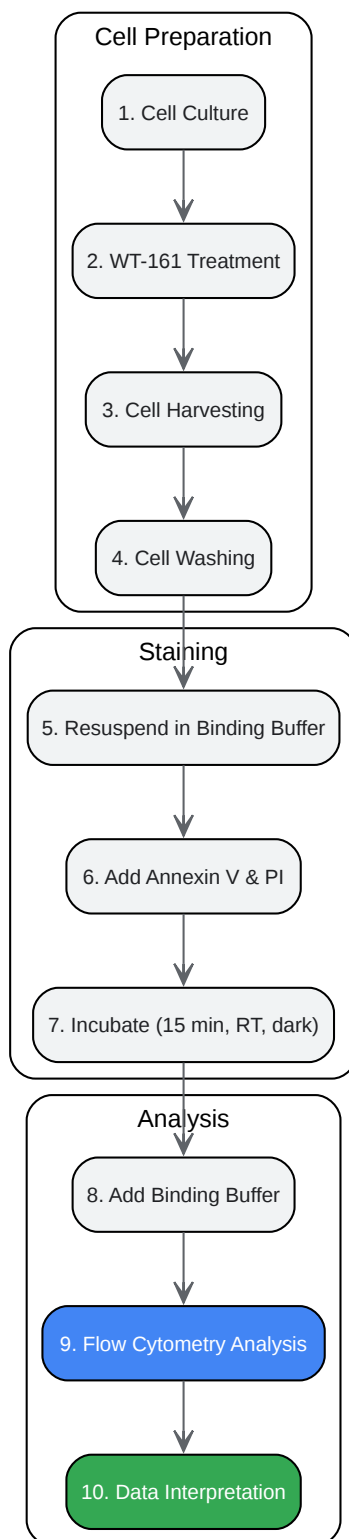 Cell Preparation
1. Cell Culture
2. WT-161 Treatment
3. Cell Harvesting
4. Cell Washing
Staining
5. Resuspend in Binding Buffer
6. Add Annexin V & PI
7. Incubate (15 min, RT, dark)
Analysis
8. Add Binding Buffer
9. Flow Cytometry Analysis
10. Data Interpretation